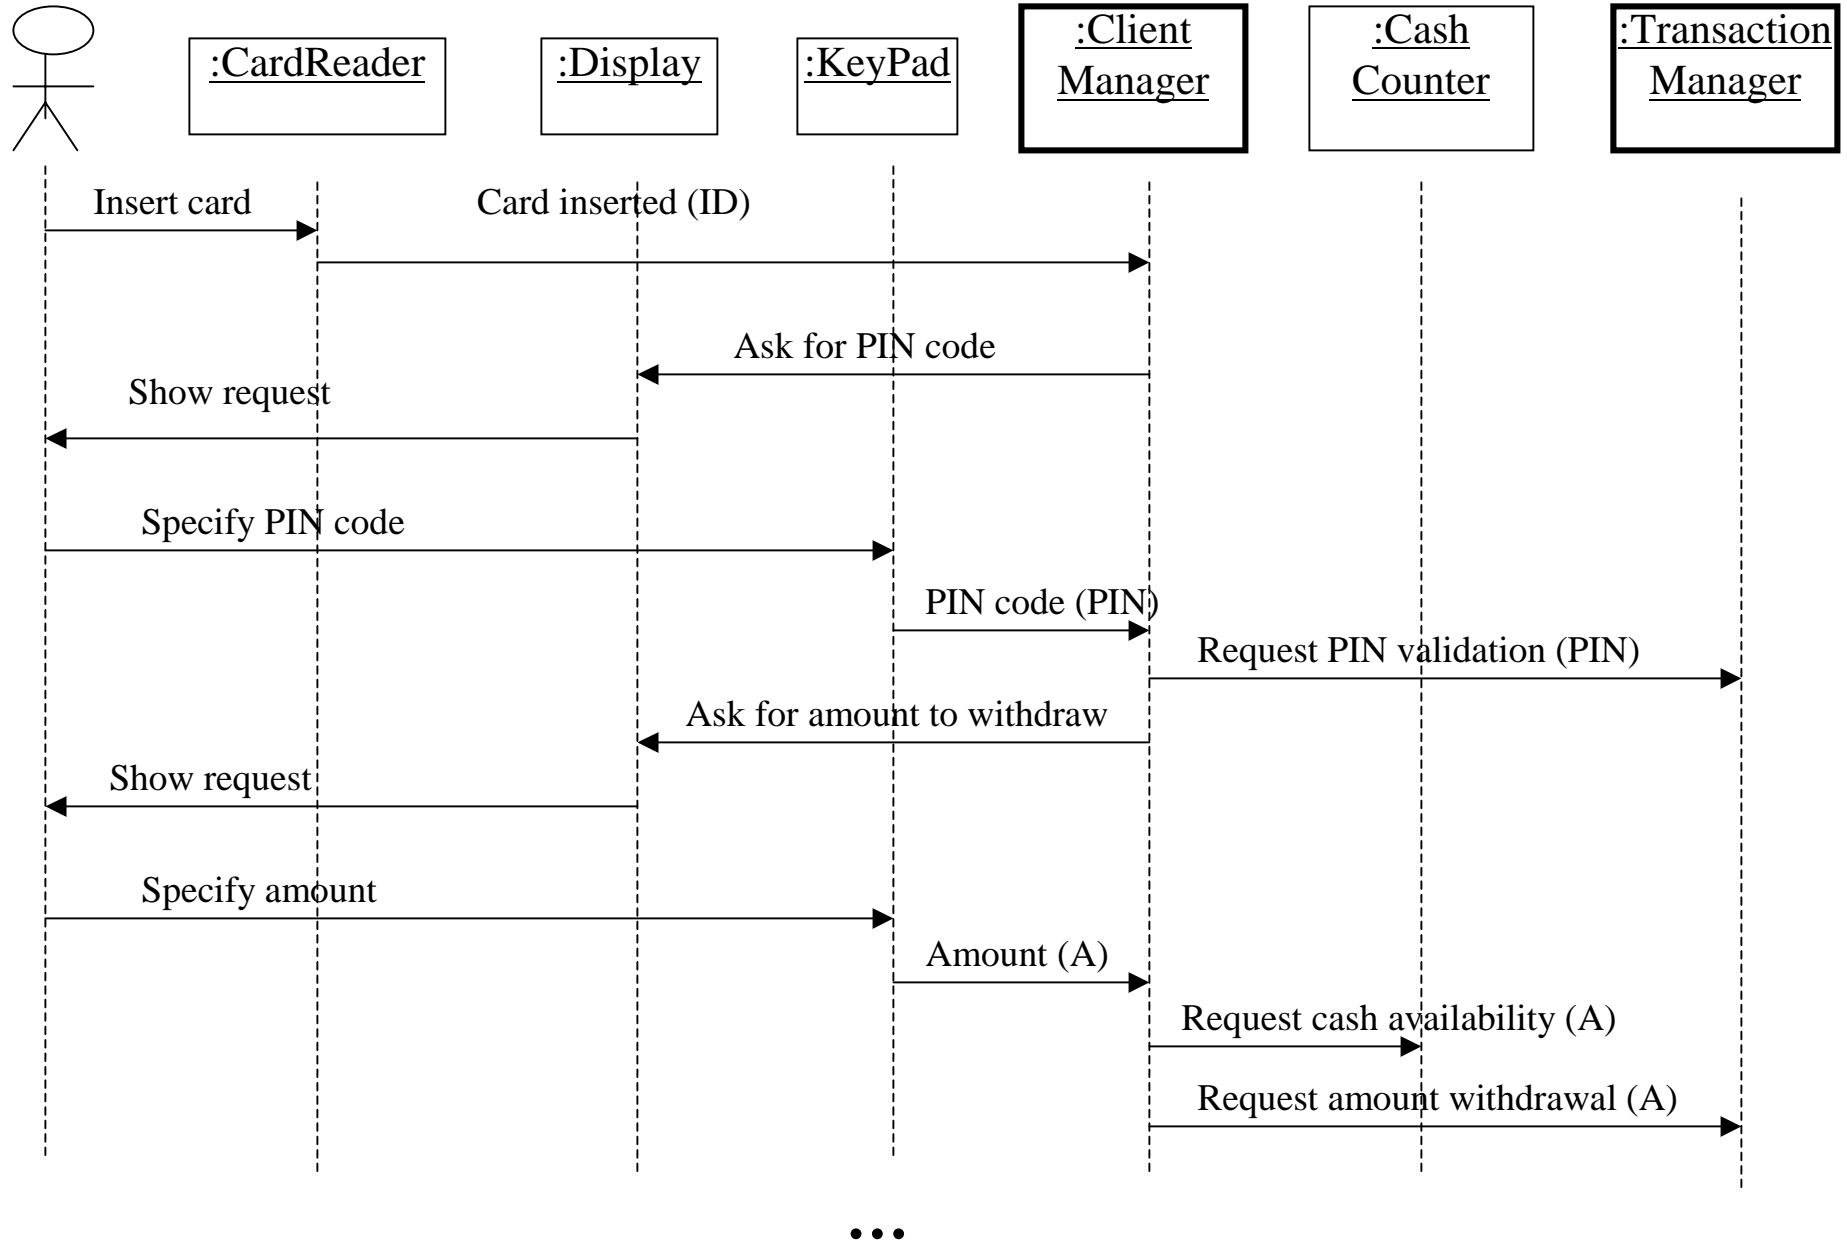 :CardReader
:Display
:KeyPad
:Client
Manager
:Cash
Counter
:Transaction
Manager
Insert card
Card inserted (ID)
Ask for PIN code
Show request
Specify PIN code
PIN code (PIN)
Request PIN validation (PIN)
Ask for amount to withdraw
Show request
Specify amount
Amount (A)
Request cash availability (A)
Request amount withdrawal (A)
...